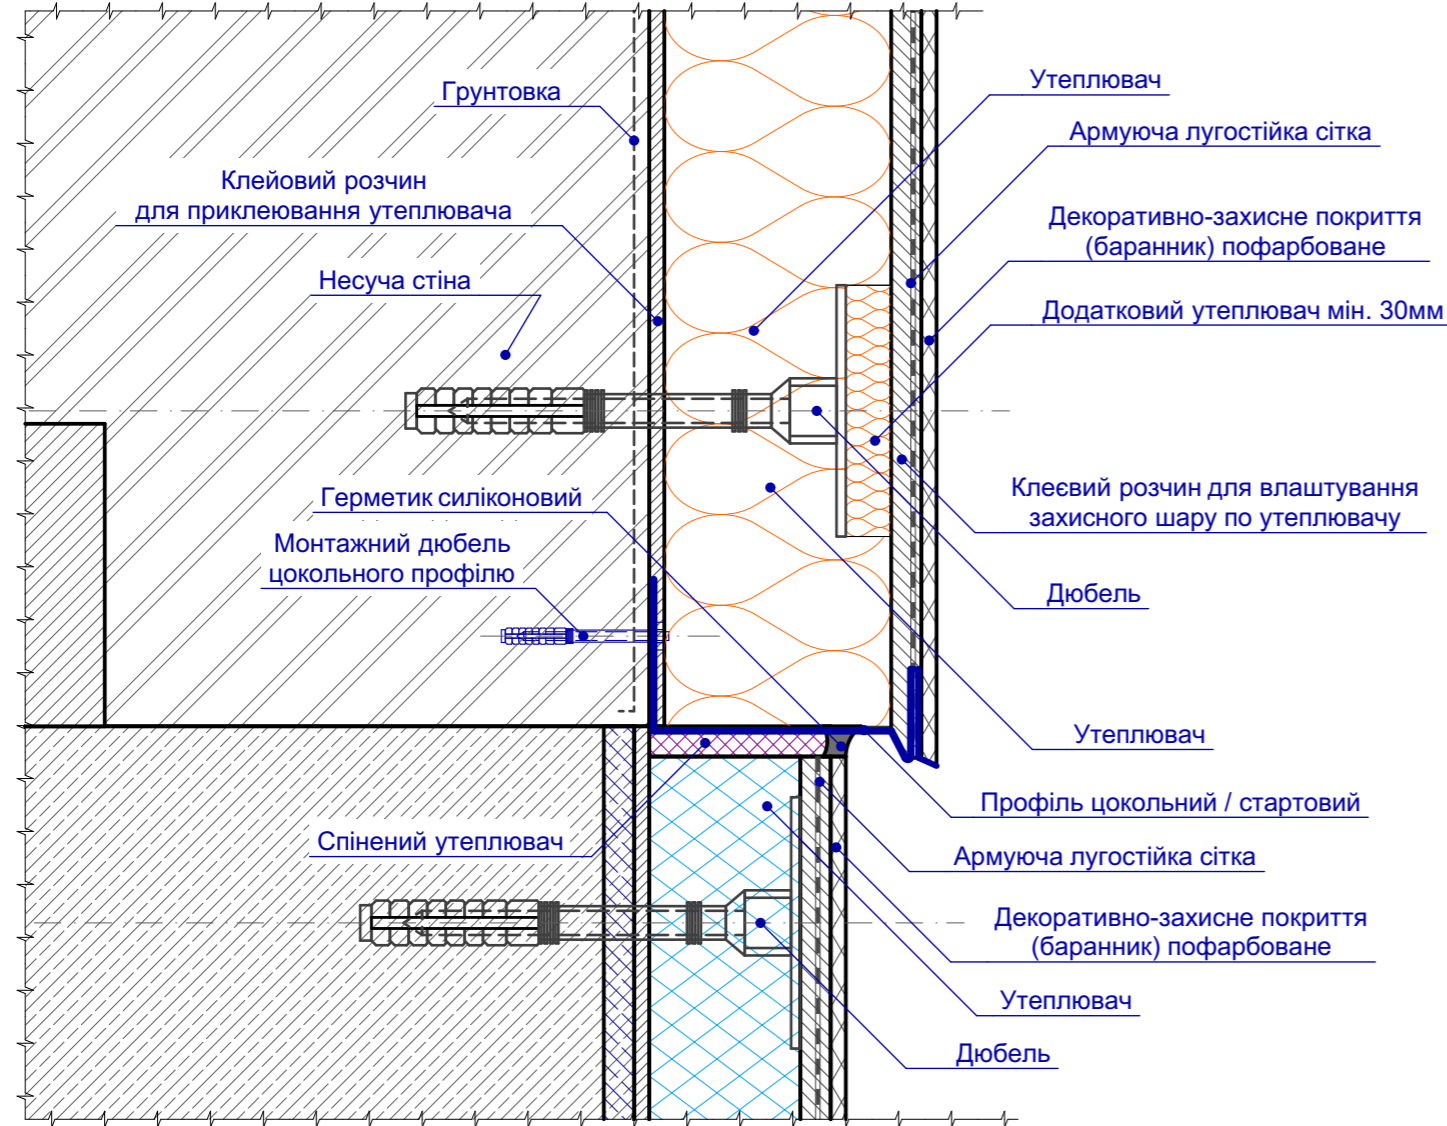 Грунтовка
Клейовий розчин
для приклеювання утеплювача
Несуча стіна
Герметик силіконовий
Монтажний дюбель
цокольного профілю
Спінений утеплювач
Утеплювач
Армуюча лугостійка сітка
Декоративно-захисне покриття
(баранник) пофарбоване
Додатковий утеплювач мін. 30мм
Клеєвий розчин для влаштування
захисного шару по утеплювачу
Дюбель
Утеплювач
Профіль цокольний / стартовий
Армуюча лугостійка сітка
Декоративно-захисне покриття
(баранник) пофарбоване
Утеплювач
Дюбель